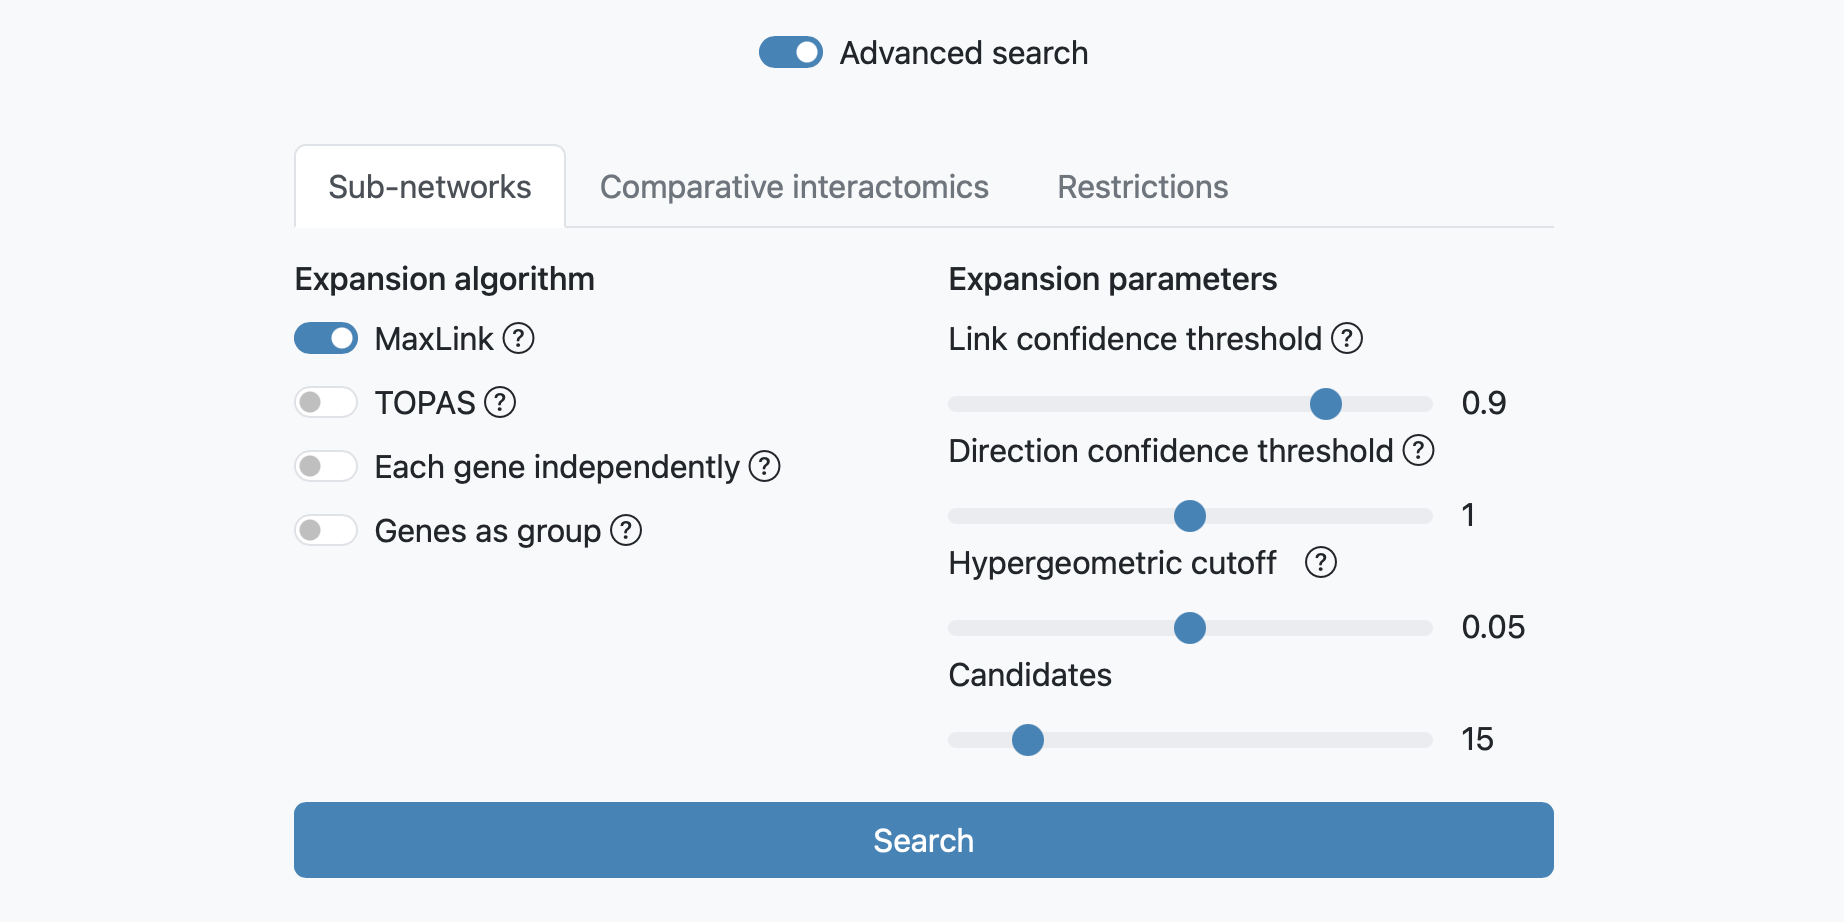 Advanced search
Sub-networks Comparative interactomics Restrictions
Expansion algorithm
MaxLink ?
TOPAS ?
Each gene independently ?
Genes as group ?
Expansion parameters
Link confidence threshold ?
0.9
Direction confidence threshold ?
1
Hypergeometric cutoff ?
0.05
Candidates
15
Search